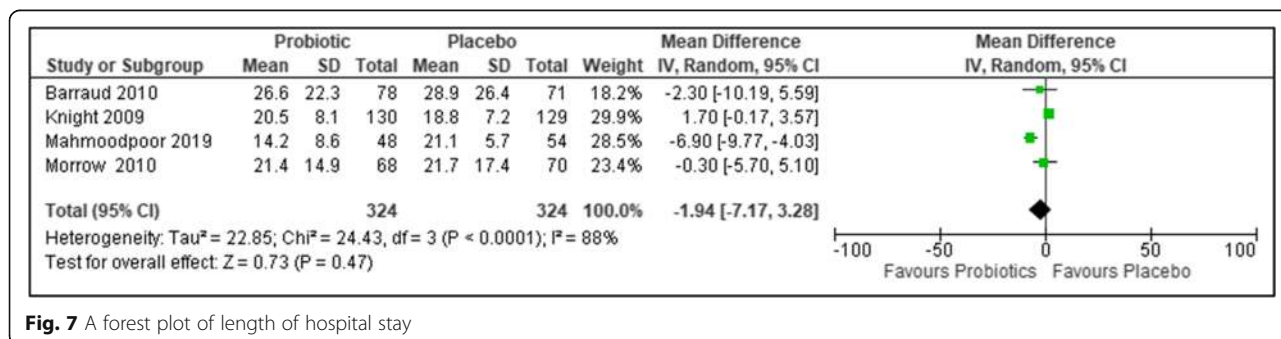 Probiotic Placebo Mean Difference Mean Difference
Study or Subgroup Mean SD Total Mean SD Total Weight IV, Random, 95% CI IV, Random, 95% CI
Barraud 2010 26.6 22.3 78 28.9 26.4 71 18.2% -2.30 [-10.19, 5.59]
Knight 2009 20.5 8.1 130 18.8 7.2 129 29.9% 1.70 [-0.17, 3.57]
Mahmoodpoor 2019 14.2 8.6 48 21.1 5.7 54 28.5% -6.90 [-9.77, -4.03]
Morrow 2010 21.4 14.9 68 21.7 17.4 70 23.4% -0.30 [-5.70, 5.10]
Total (95% CI) 324 324 100.0% -1.94 [-7.17, 3.28]
Heterogeneity: Tau² = 22.85; Chi² = 24.43, df = 3 (P < 0.0001); I² = 88%
Test for overall effect: Z = 0.73 (P = 0.47)
-100 -50 0 50 100
Favours Probiotics Favours Placebo
Fig. 7 A forest plot of length of hospital stay